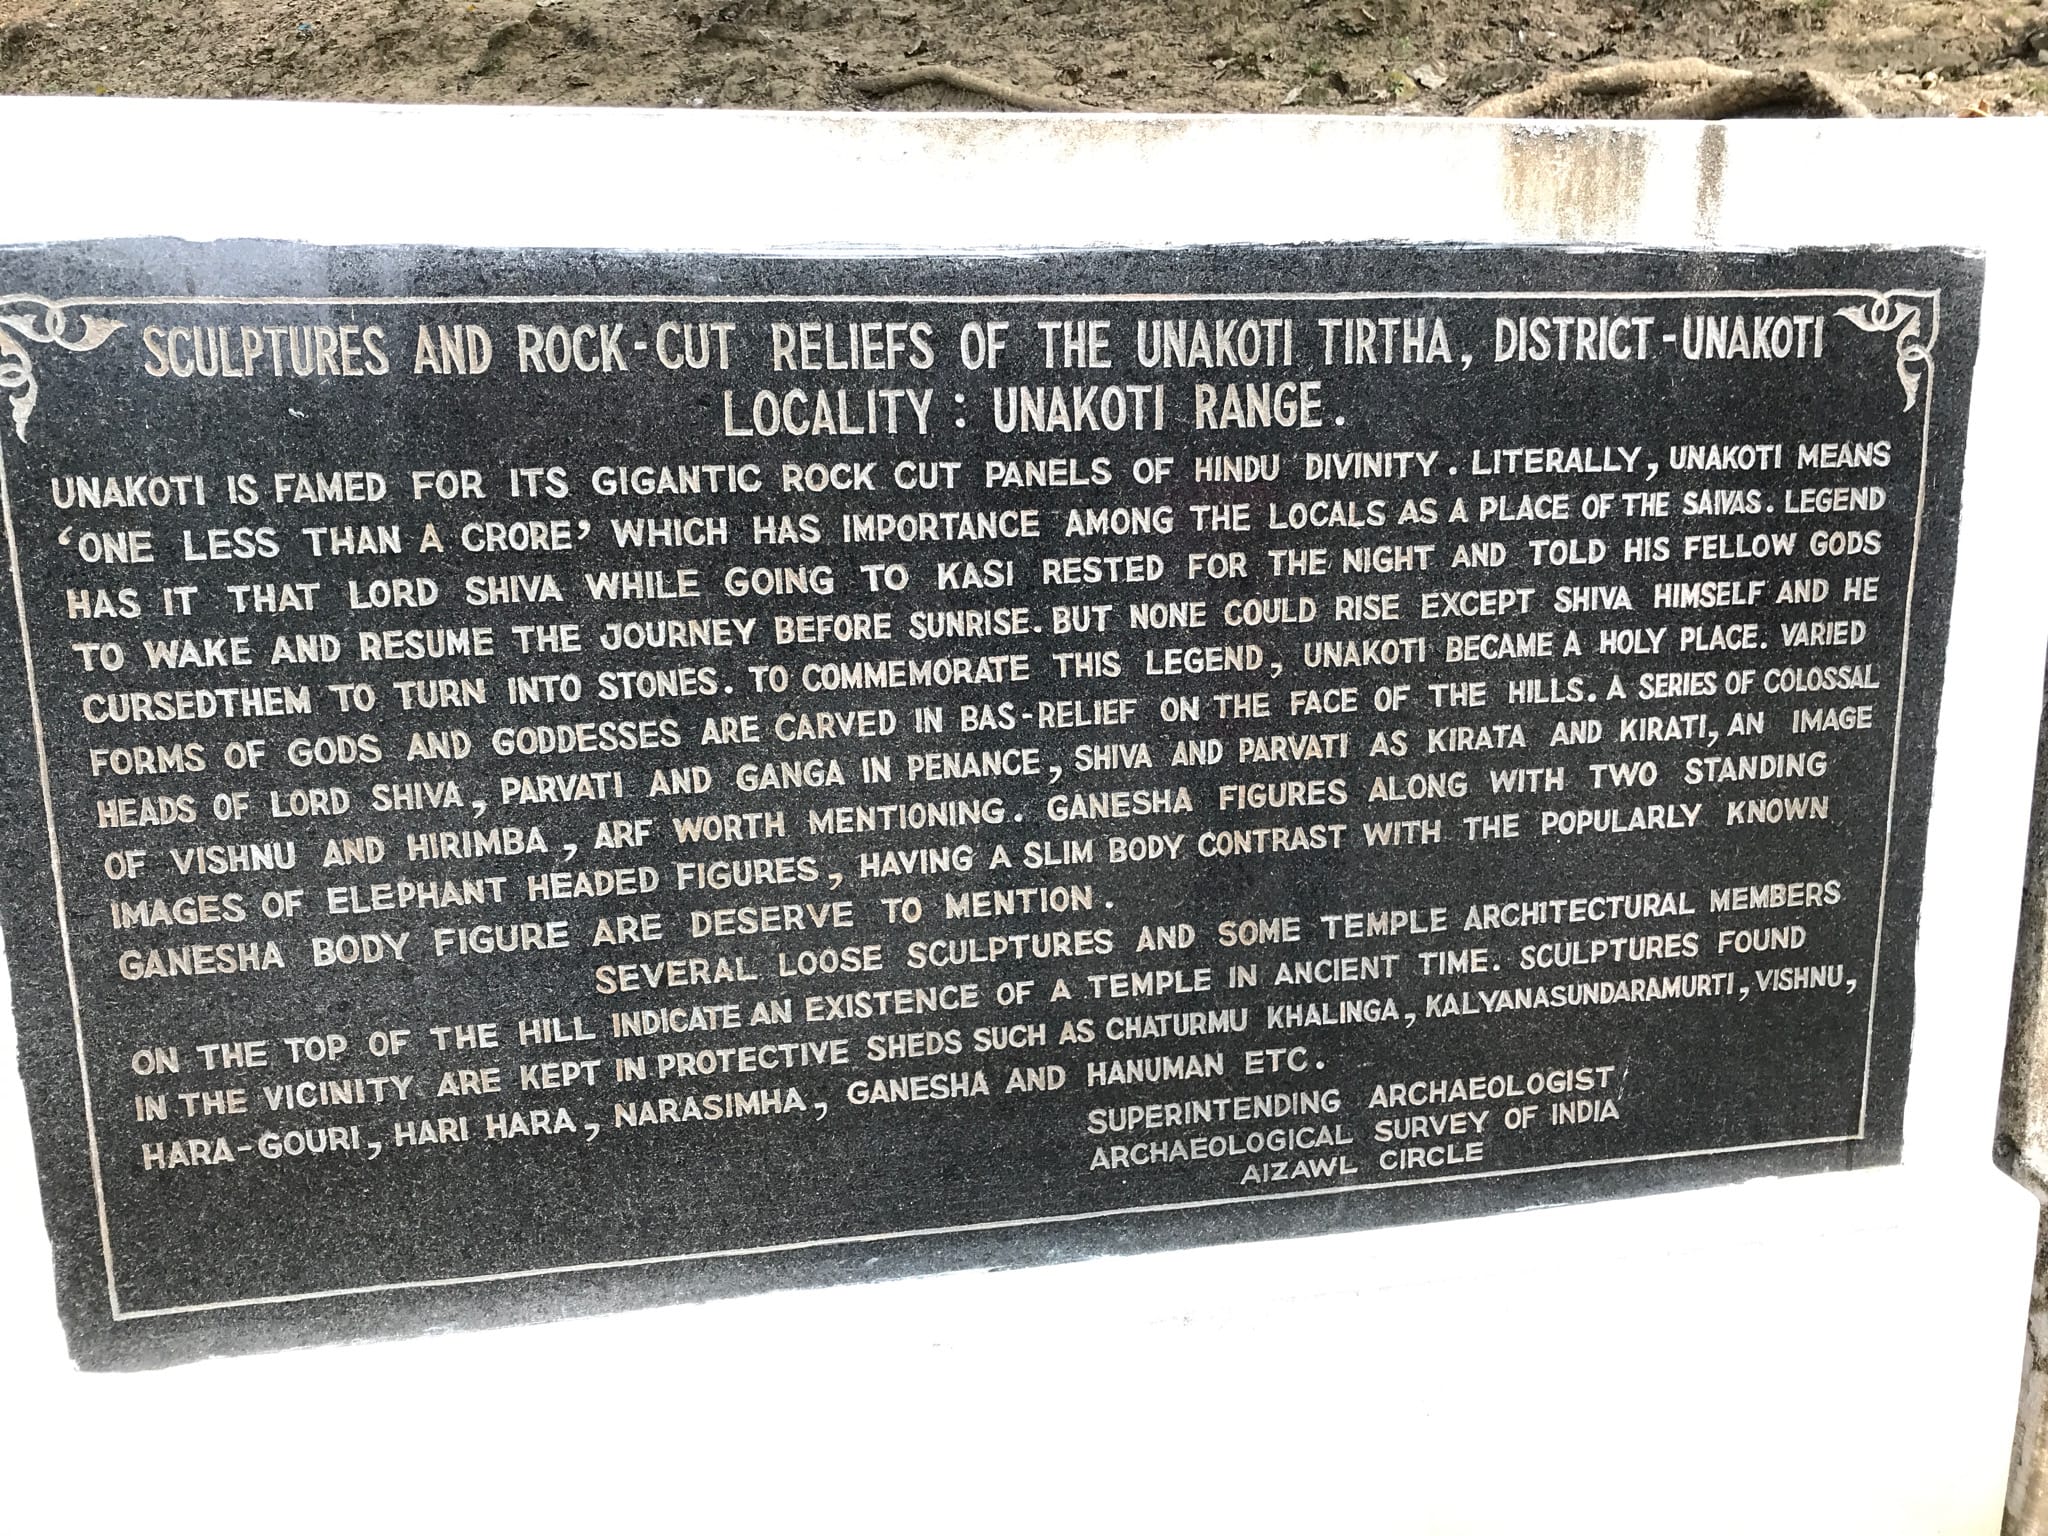 SCULPTURES AND ROCK-CUT RELIEFS OF THE UNAKOTI TIRTHA, DISTRICT-UNAKOTI
LOCALITY : UNAKOTI RANGE.
UNAKOTI IS FAMED FOR ITS GIGANTIC ROCK CUT PANELS OF HINDU DIVINITY. LITERALLY, UNAKOTI MEANS
‘ONE LESS THAN A CRORE’ WHICH HAS IMPORTANCE AMONG THE LOCALS AS A PLACE OF THE SAIVAS. LEGEND
HAS IT THAT LORD SHIVA WHILE GOING TO KASI RESTED FOR THE NIGHT AND TOLD HIS FELLOW GODS
TO WAKE AND RESUME THE JOURNEY BEFORE SUNRISE. BUT NONE COULD RISE EXCEPT SHIVA HIMSELF AND HE
CURSEDTHEM TO TURN INTO STONES. TO COMMEMORATE THIS LEGEND, UNAKOTI BECAME A HOLY PLACE. VARIED
FORMS OF GODS AND GODDESSES ARE CARVED IN BAS-RELIEF ON THE FACE OF THE HILLS. A SERIES OF COLOSSAL
HEADS OF LORD SHIVA, PARVATI AND GANGA IN PENANCE, SHIVA AND PARVATI AS KIRATA AND KIRATI, AN IMAGE
OF VISHNU AND HIRIMBA, ARF WORTH MENTIONING. GANESHA FIGURES ALONG WITH TWO STANDING
IMAGES OF ELEPHANT HEADED FIGURES, HAVING A SLIM BODY CONTRAST WITH THE POPULARLY KNOWN
GANESHA BODY FIGURE ARE DESERVE TO MENTION.
SEVERAL LOOSE SCULPTURES AND SOME TEMPLE ARCHITECTURAL MEMBERS
ON THE TOP OF THE HILL INDICATE AN EXISTENCE OF A TEMPLE IN ANCIENT TIME. SCULPTURES FOUND
IN THE VICINITY ARE KEPT IN PROTECTIVE SHEDS SUCH AS CHATURMU KHALINGA, KALYANASUNDARAMURTI, VISHNU,
HARA-GOURI, HARI HARA, NARASIMHA, GANESHA AND HANUMAN ETC.
SUPERINTENDING ARCHAEOLOGIST
ARCHAEOLOGICAL SURVEY OF INDIA
AIZAWL CIRCLE